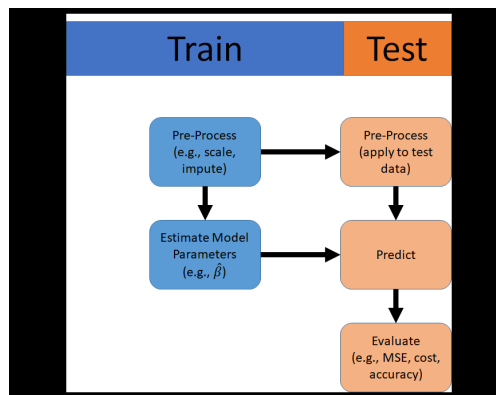 Train
Test
Pre-Process
(e.g., scale,
impute)
Pre-Process
(apply to test
data)
Estimate Model
Parameters
(e.g., β̂)
Predict
Evaluate
(e.g., MSE, cost,
accuracy)